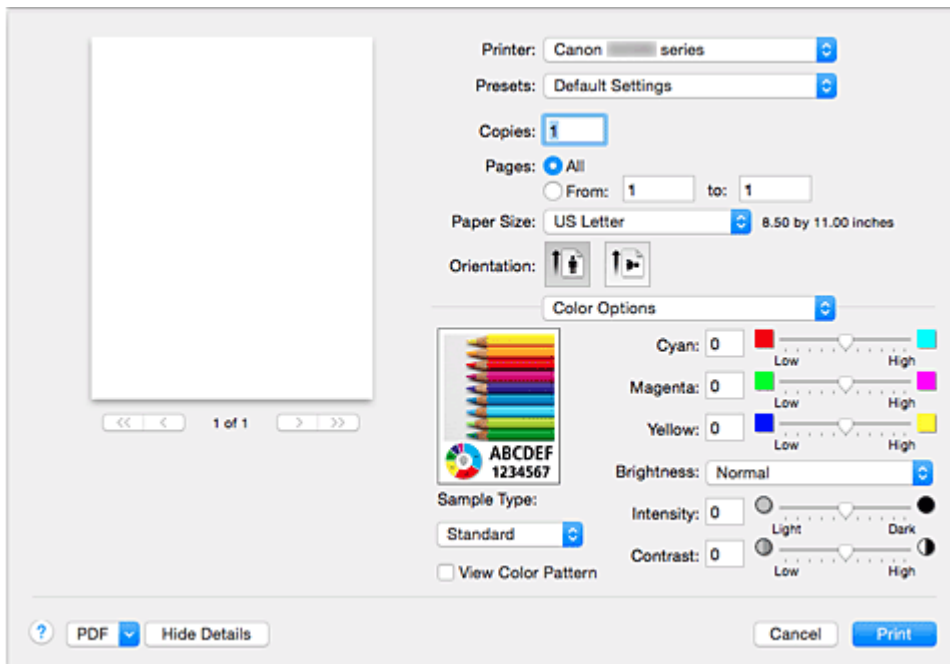 Printer: Canon series
Presets: Default Settings
Copies: 1
Pages: All
From: 1 to: 1
Paper Size: US Letter 8.50 by 11.00 inches
Orientation:
Color Options
Cyan: 0
Low High
Magenta: 0
Low High
Yellow: 0
Low High
ABCDEF
1234567
Brightness: Normal
Sample Type:
Intensity: 0
Light Dark
Standard
Contrast: 0
Low High
View Color Pattern
<< < 1 of 1 > >>
? PDF Hide Details Cancel Print